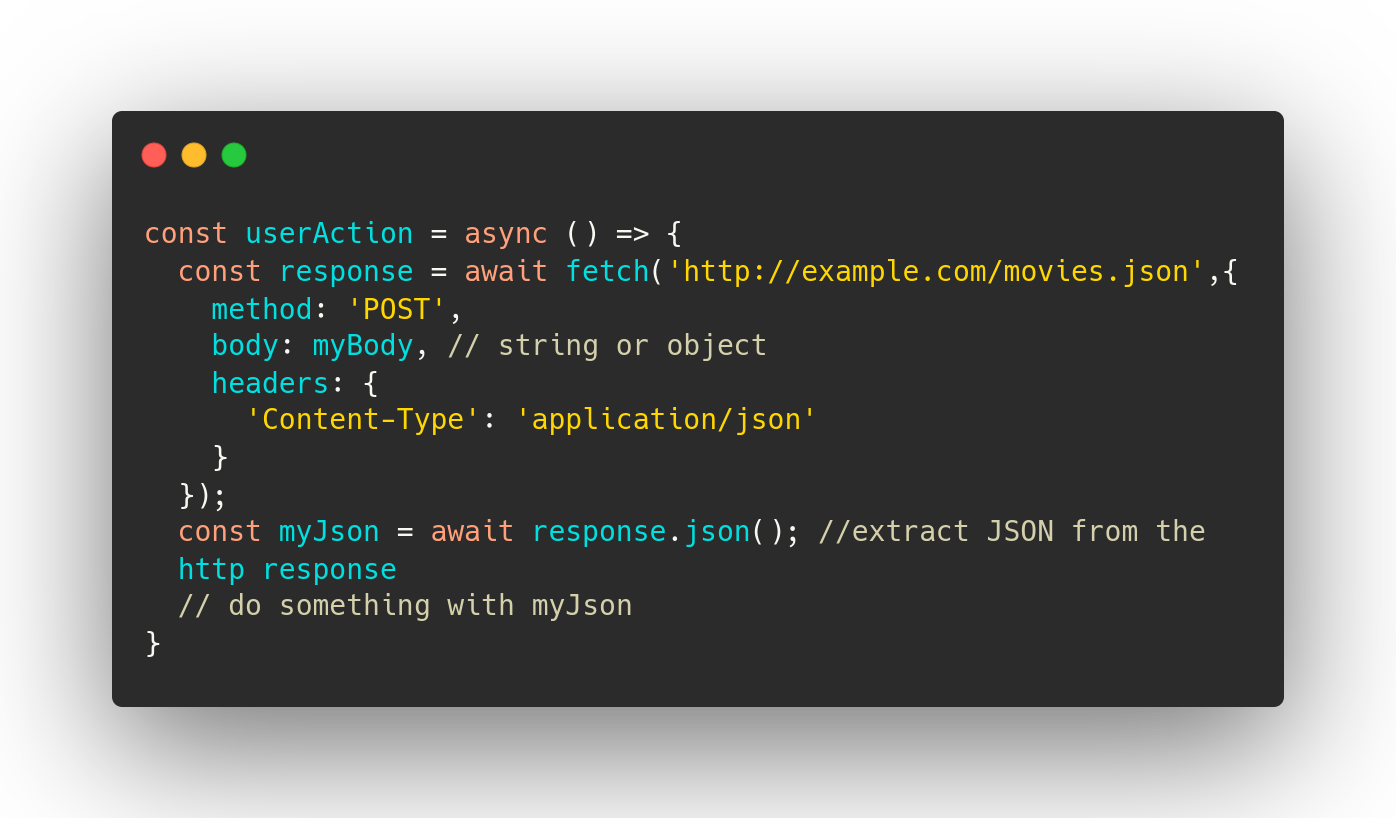 const userAction = async () => {
  const response = await fetch('http://example.com/movies.json',{
    method: 'POST',
    body: myBody, // string or object
    headers: {
      'Content-Type': 'application/json'
    }
  });
  const myJson = await response.json(); //extract JSON from the
  http response
  // do something with myJson
}